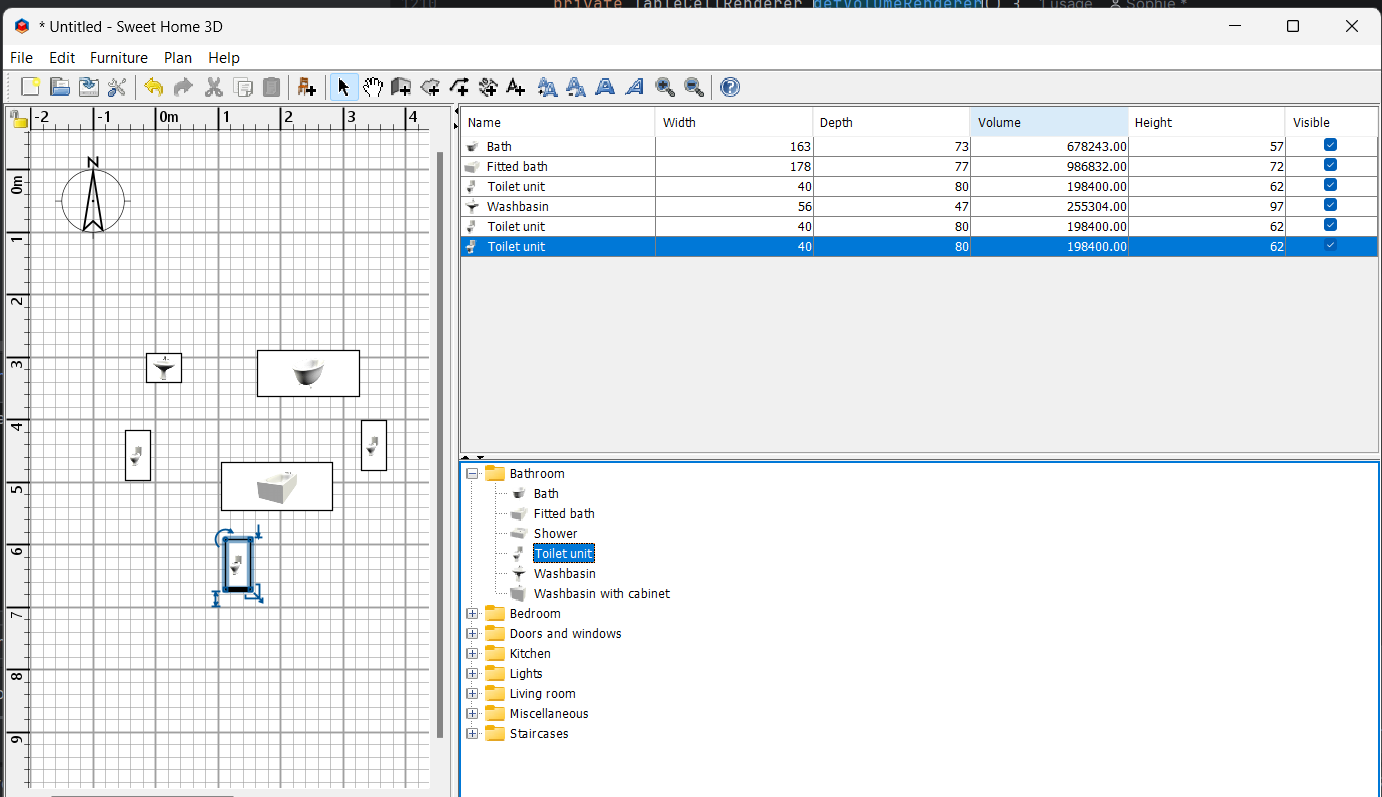 1210 private TableCellRenderer getVolumeRenderer() { 1 usage Sophie *
* Untitled - Sweet Home 3D
File Edit Furniture Plan Help
-2 -1 0m 1 2 3 4
Name Width Depth Volume Height Visible
Bath 163 73 678243.00 57
Fitted bath 178 77 986832.00 72
Toilet unit 40 80 198400.00 62
Washbasin 56 47 255304.00 97
Toilet unit 40 80 198400.00 62
Toilet unit 40 80 198400.00 62
N
0m
1
2
3
4
5
6
7
8
9
Bathroom
Bath
Fitted bath
Shower
Toilet unit
Washbasin
Washbasin with cabinet
Bedroom
Doors and windows
Kitchen
Lights
Living room
Miscellaneous
Staircases